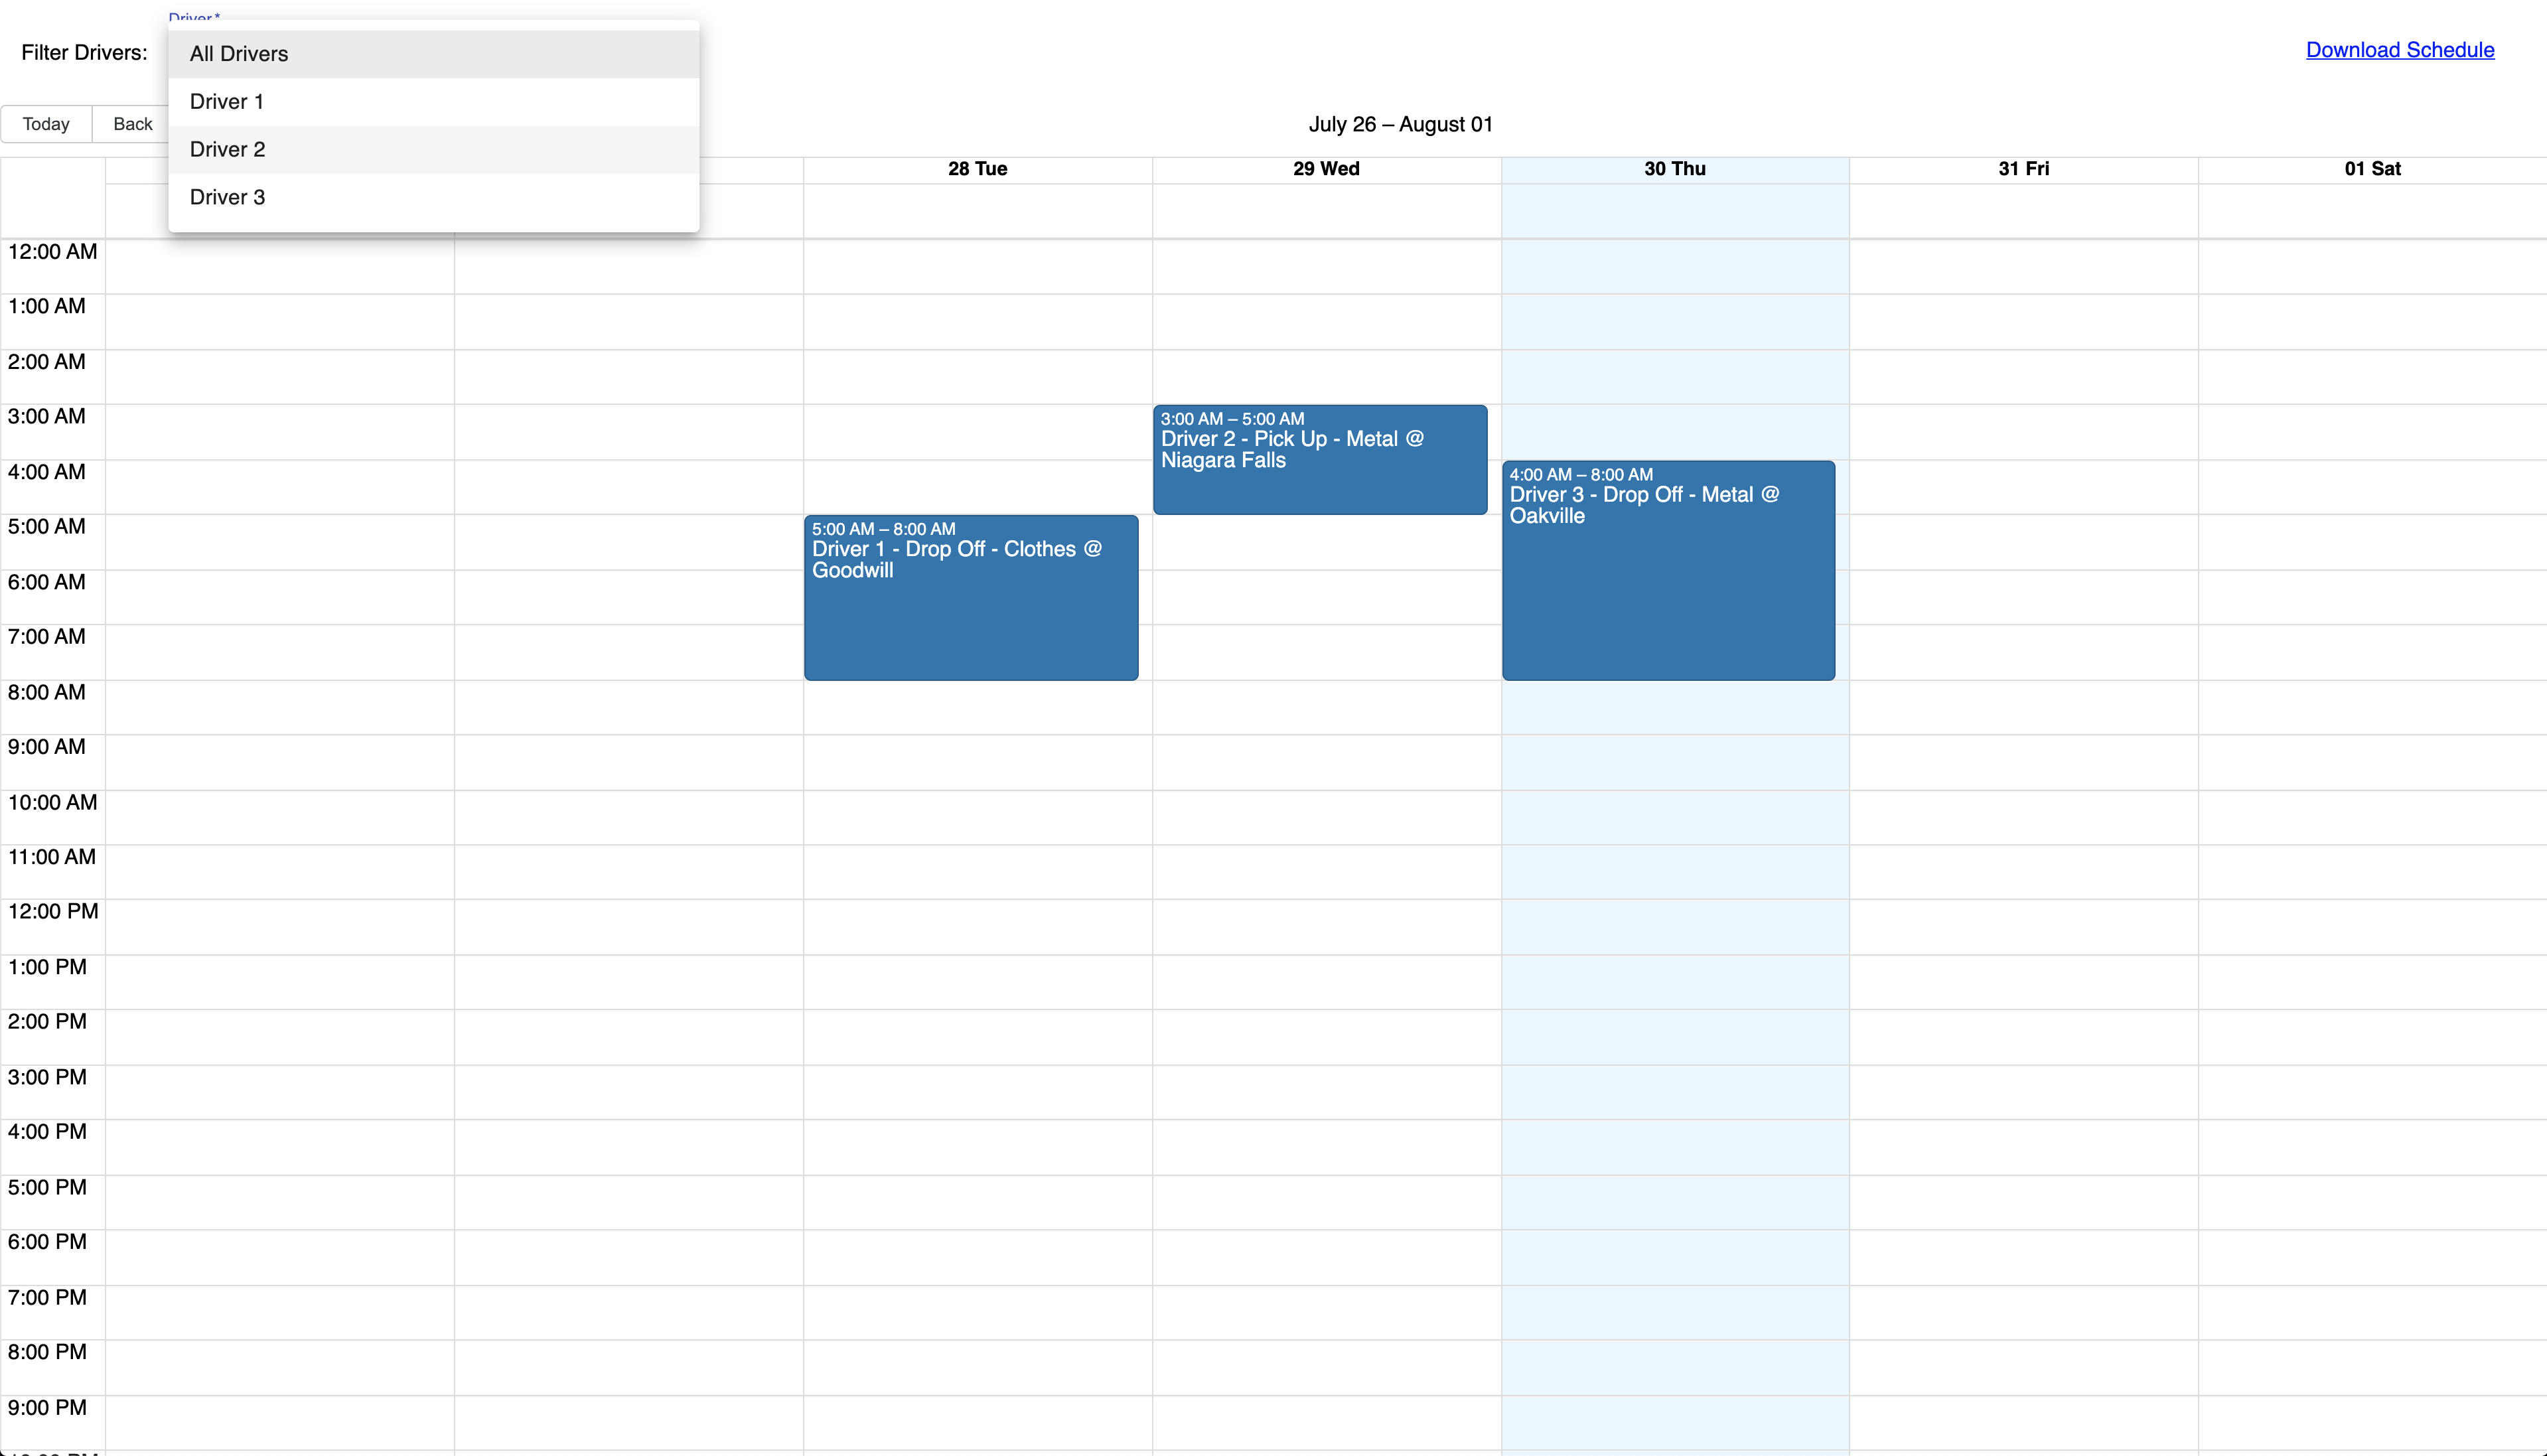 Driver *
Filter Drivers:
All Drivers
Driver 1
Driver 2
Driver 3
Download Schedule
Today
Back
July 26 – August 01
28 Tue
29 Wed
30 Thu
31 Fri
01 Sat
12:00 AM
1:00 AM
2:00 AM
3:00 AM
4:00 AM
5:00 AM
6:00 AM
7:00 AM
8:00 AM
9:00 AM
10:00 AM
11:00 AM
12:00 PM
1:00 PM
2:00 PM
3:00 PM
4:00 PM
5:00 PM
6:00 PM
7:00 PM
8:00 PM
9:00 PM
5:00 AM – 8:00 AM
Driver 1 - Drop Off - Clothes @
Goodwill
3:00 AM – 5:00 AM
Driver 2 - Pick Up - Metal @
Niagara Falls
4:00 AM – 8:00 AM
Driver 3 - Drop Off - Metal @
Oakville